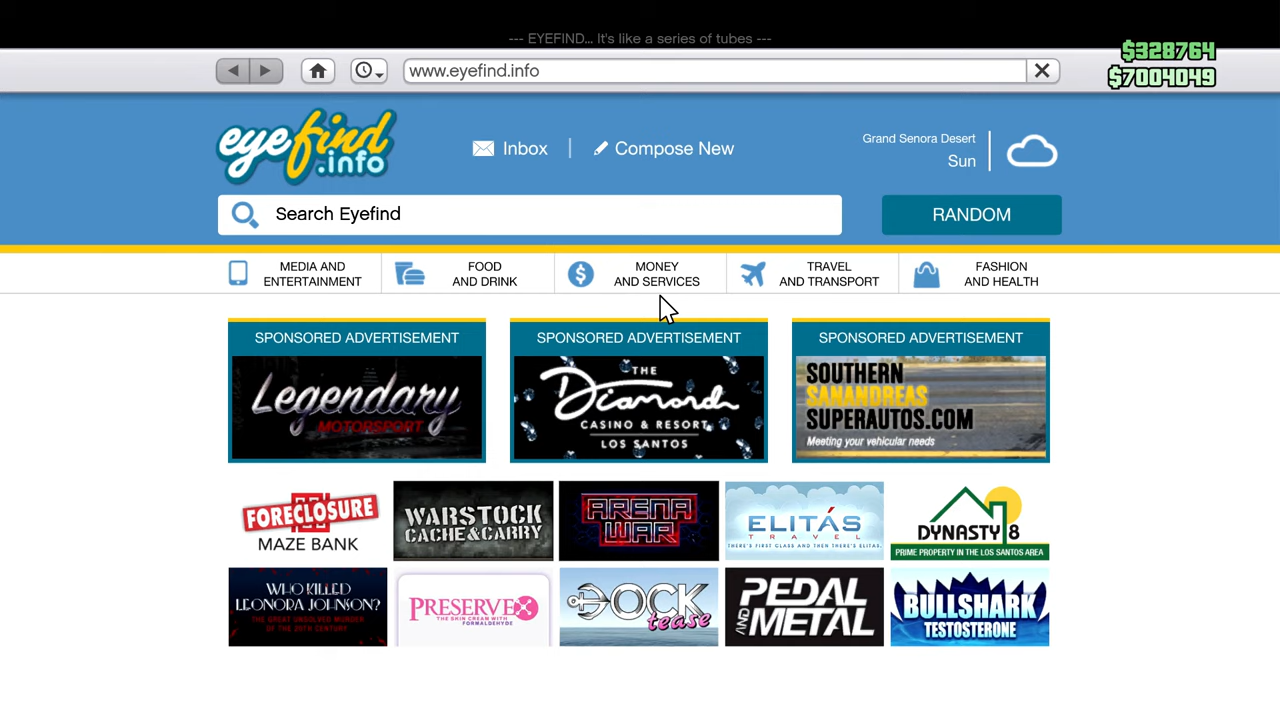 --- EYEFIND... It's like a series of tubes ---
$328764
www.eyefind.info
$7004049
eyefind
.info
Inbox
Compose New
Grand Senora Desert
Sun
Search Eyefind
RANDOM
MEDIA AND
ENTERTAINMENT
FOOD
AND DRINK
MONEY
AND SERVICES
TRAVEL
AND TRANSPORT
FASHION
AND HEALTH
SPONSORED ADVERTISEMENT
Legendary
MOTORSPORT
SPONSORED ADVERTISEMENT
THE
Diamond
CASINO & RESORT
LOS SANTOS
SPONSORED ADVERTISEMENT
SOUTHERN
SANANDREAS
SUPERAUTOS.COM
Meeting your vehicular needs
FORECLOSURE
MAZE BANK
WARSTOCK
CACHE&CARRY
ARENA
WAR
ELITÁS
TRAVEL
THERE'S FIRST CLASS AND THEN THERE'S ELITAS.
DYNASTY 8
PRIME PROPERTY IN THE LOS SANTOS AREA
WHO KILLED
LEONORA JOHNSON?
THE GREAT UNSOLVED MURDER
OF THE 20TH CENTURY
PRESERVEX
THE SKIN CREAM WITH
FORMALDEHYDE
DOCK
tease
PEDAL
AND METAL
BULLSHARK
TESTOSTERONE